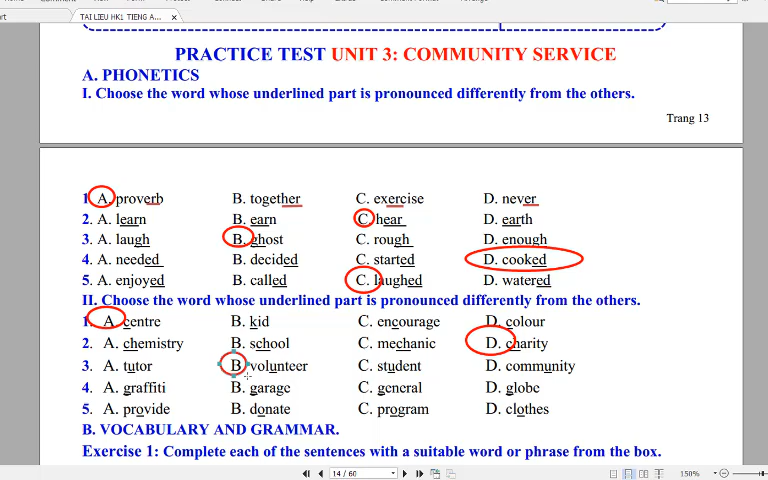 TAI LIEU HK1 TIENG A...
PRACTICE TEST UNIT 3: COMMUNITY SERVICE
A. PHONETICS
I. Choose the word whose underlined part is pronounced differently from the others.
Trang 13
1 A. proverb B. together C. exercise D. never
2. A. learn B. earn C. hear D. earth
3. A. laugh B. ghost C. rough D. enough
4. A. needed B. decided C. started D. cooked
5. A. enjoyed B. called C. laughed D. watered
II. Choose the word whose underlined part is pronounced differently from the others.
1. A. centre B. kid C. encourage D. colour
2. A. chemistry B. school C. mechanic D. charity
3. A. tutor B. volunteer C. student D. community
4. A. graffiti B. garage C. general D. globe
5. A. provide B. donate C. program D. clothes
B. VOCABULARY AND GRAMMAR.
Exercise 1: Complete each of the sentences with a suitable word or phrase from the box.
14 / 60
150%